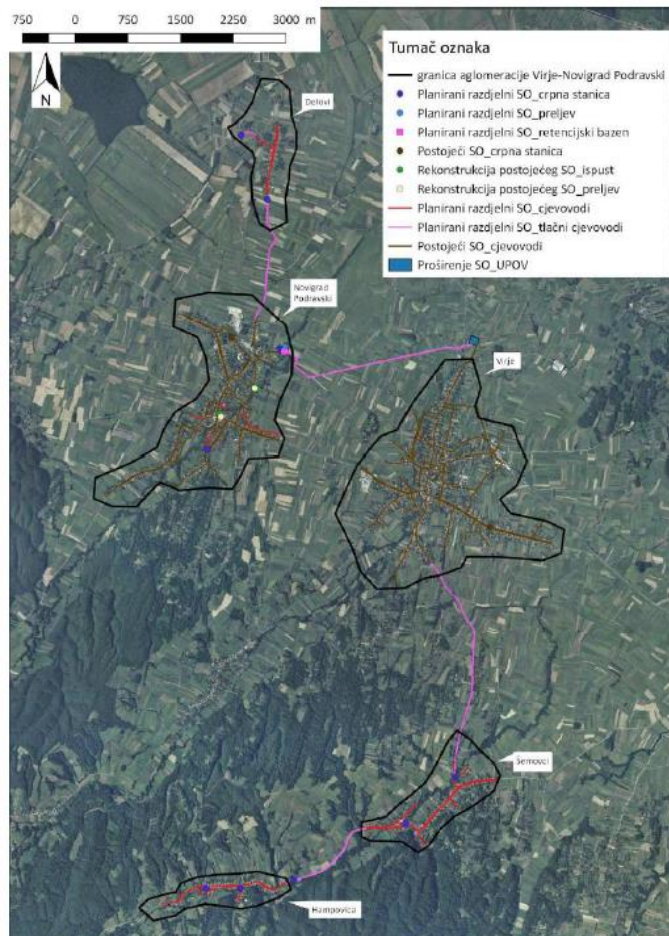 750 0 750 1500 2250 3000 m
N
Tumač oznaka
granica aglomeracije Virje-Novigrad Podravski
Planirani razdjelni SO_crpna stanica
Planirani razdjelni SO_preljev
Planirani razdjelni SO_retencijski bazen
Postojeći SO_crpna stanica
Rekonstrukcija postojećeg SO_ispust
Rekonstrukcija postojećeg SO_preljev
Planirani razdjelni SO_cjevovodi
Planirani razdjelni SO_tlačni cjevovodi
Postojeći SO_cjevovodi
Proširenje SO_UPOV
Delovi
Novigrad
Podravski
Virje
Šemovci
Hampovica